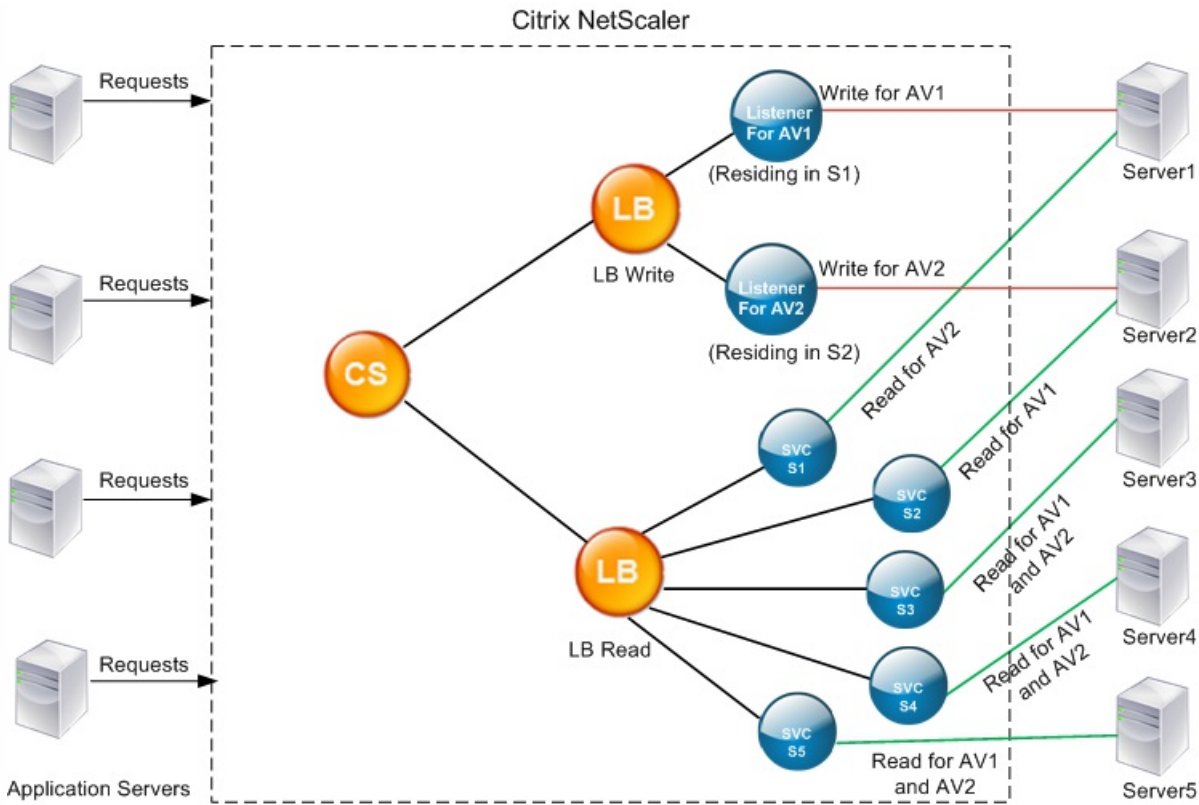 Citrix NetScaler
Requests
Requests
Requests
Requests
Application Servers
CS
LB
LB Write
LB
LB Read
Listener
For AV1
(Residing in S1)
Listener
For AV2
(Residing in S2)
SVC
S1
SVC
S2
SVC
S3
SVC
S4
SVC
S5
Write for AV1
Write for AV2
Read for AV2
Read for AV1
Read for AV1
and AV2
Read for AV1
and AV2
Read for AV1
and AV2
Server1
Server2
Server3
Server4
Server5